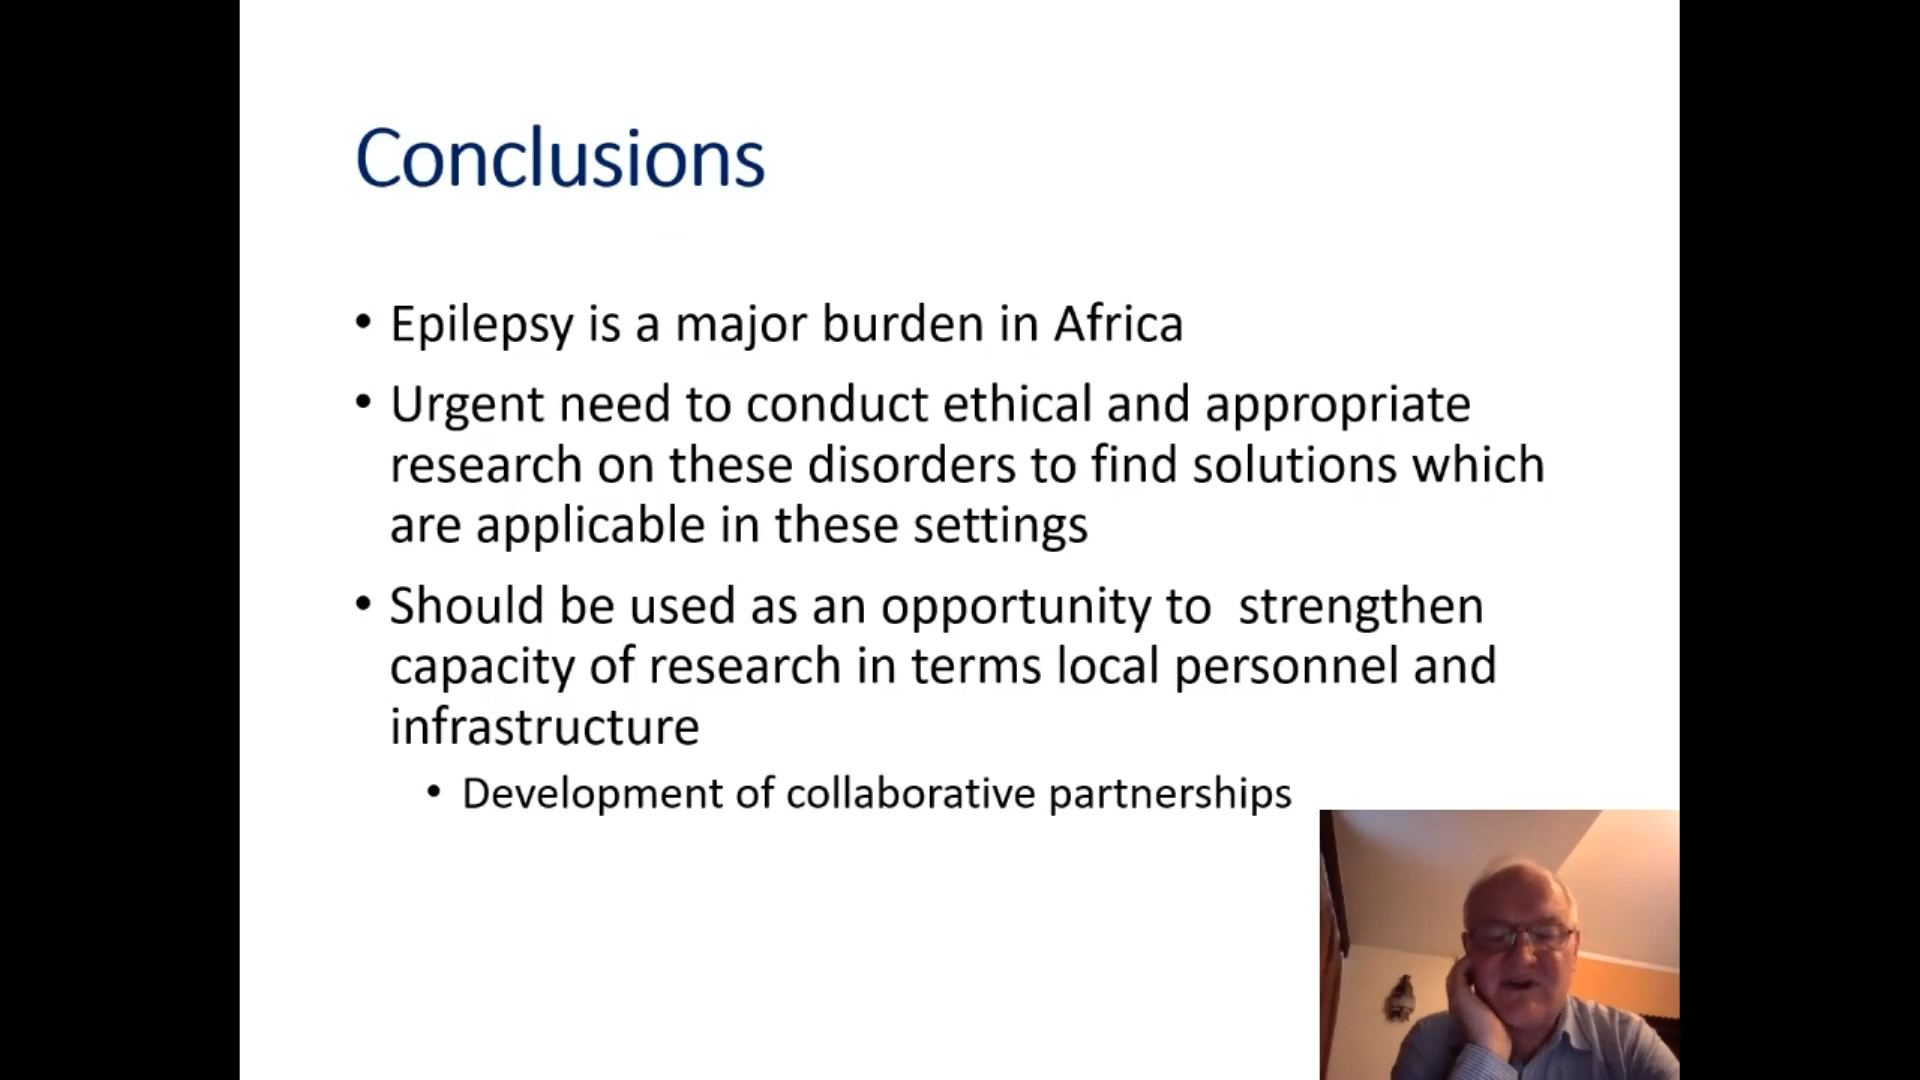 Conclusions
• Epilepsy is a major burden in Africa
• Urgent need to conduct ethical and appropriate
research on these disorders to find solutions which
are applicable in these settings
• Should be used as an opportunity to  strengthen
capacity of research in terms local personnel and
infrastructure
• Development of collaborative partnerships